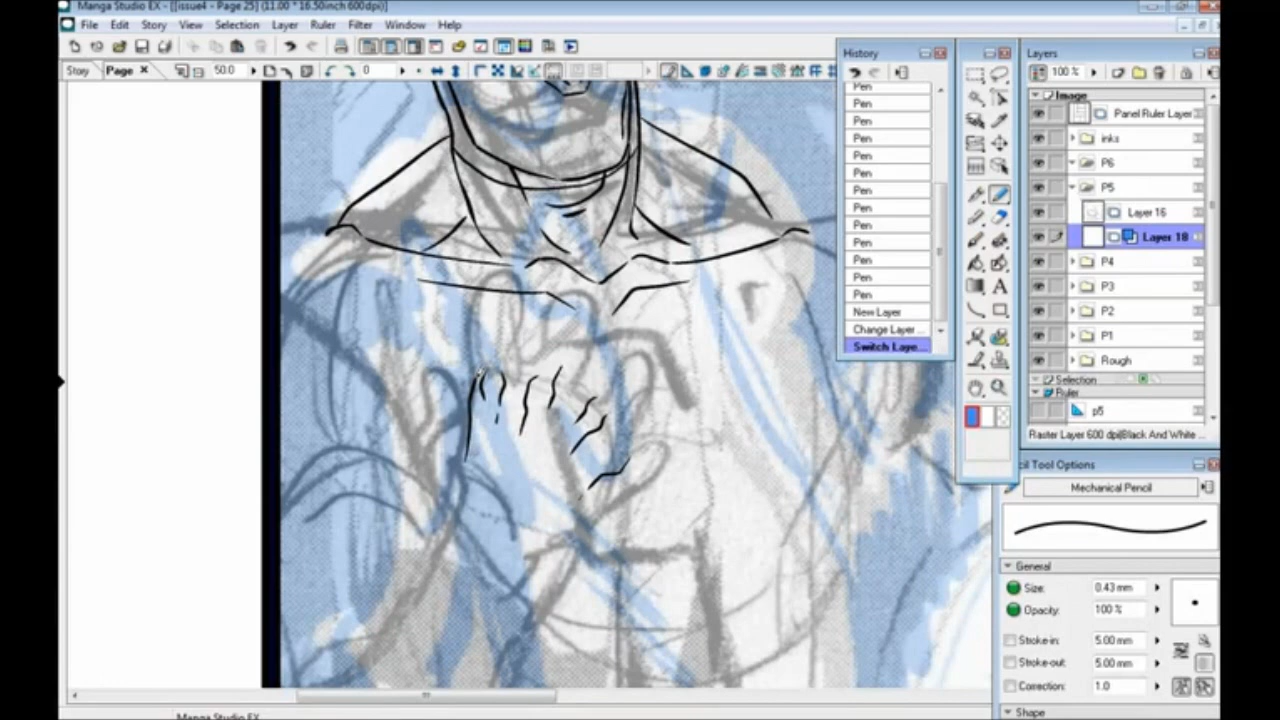 Manga Studio EX - [[issue4 - Page 25] (11.00 * 16.50inch 600dpi)]
File Edit Story View Selection Layer Ruler Filter Window Help
Story Page 50.0 0
History
Pen
Pen
Pen
Pen
Pen
Pen
Pen
Pen
Pen
Pen
Pen
Pen
Pen
New Layer
Change Layer ...
Switch Laye...
Layers
100 %
Image
Panel Ruler Layer
inks
P6
P5
Layer 16
Layer 18
P4
P3
P2
P1
Rough
Selection
Ruler
p5
Raster Layer 600 dpi|Black And White ...
cil Tool Options
Mechanical Pencil
General
Size: 0.43 mm
Opacity: 100 %
Stroke-in: 5.00 mm
Stroke-out: 5.00 mm
Correction: 1.0
Shape
Manga Studio EX